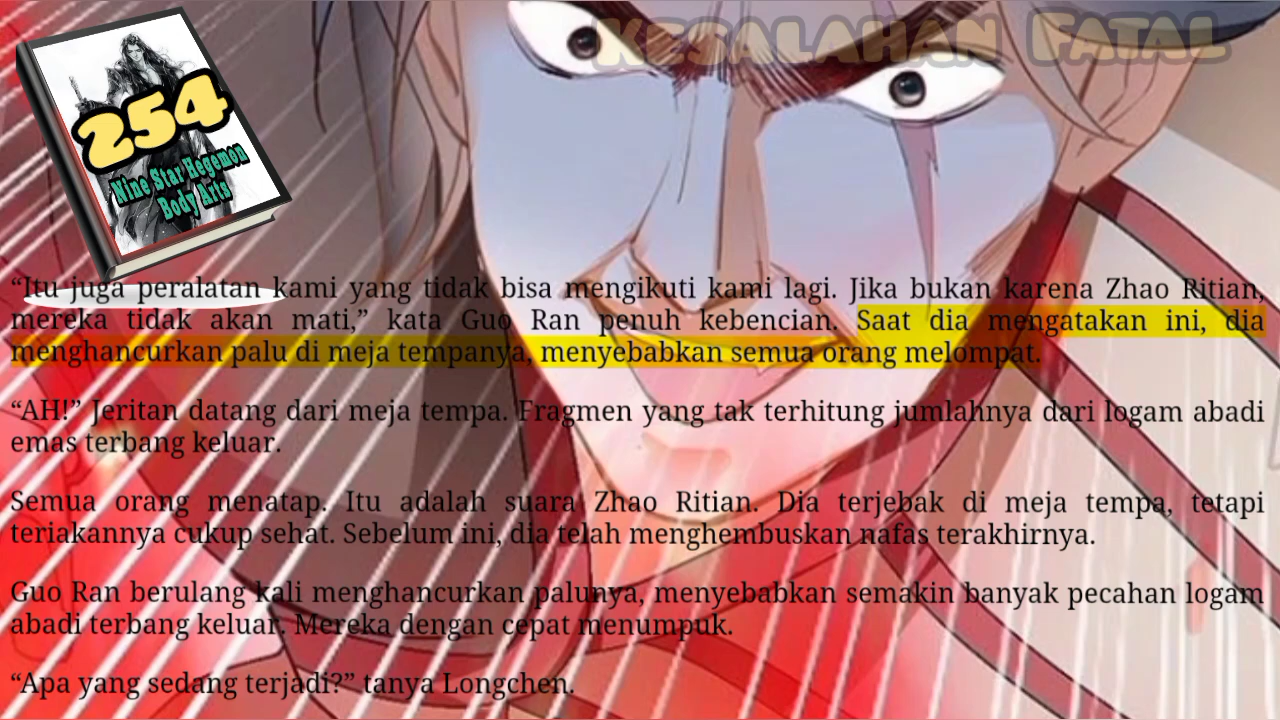 KESALAHAN FATAL
254
Nine Star Hegemon
Body Arts
“Itu juga peralatan kami yang tidak bisa mengikuti kami lagi. Jika bukan karena Zhao Ritian,
mereka tidak akan mati,” kata Guo Ran penuh kebencian. Saat dia mengatakan ini, dia
menghancurkan palu di meja tempanya, menyebabkan semua orang melompat.
“AH!” Jeritan datang dari meja tempa. Fragmen yang tak terhitung jumlahnya dari logam abadi
emas terbang keluar.
Semua orang menatap. Itu adalah suara Zhao Ritian. Dia terjebak di meja tempa, tetapi
teriakannya cukup sehat. Sebelum ini, dia telah menghembuskan nafas terakhirnya.
Guo Ran berulang kali menghancurkan palunya, menyebabkan semakin banyak pecahan logam
abadi terbang keluar. Mereka dengan cepat menumpuk.
“Apa yang sedang terjadi?” tanya Longchen.